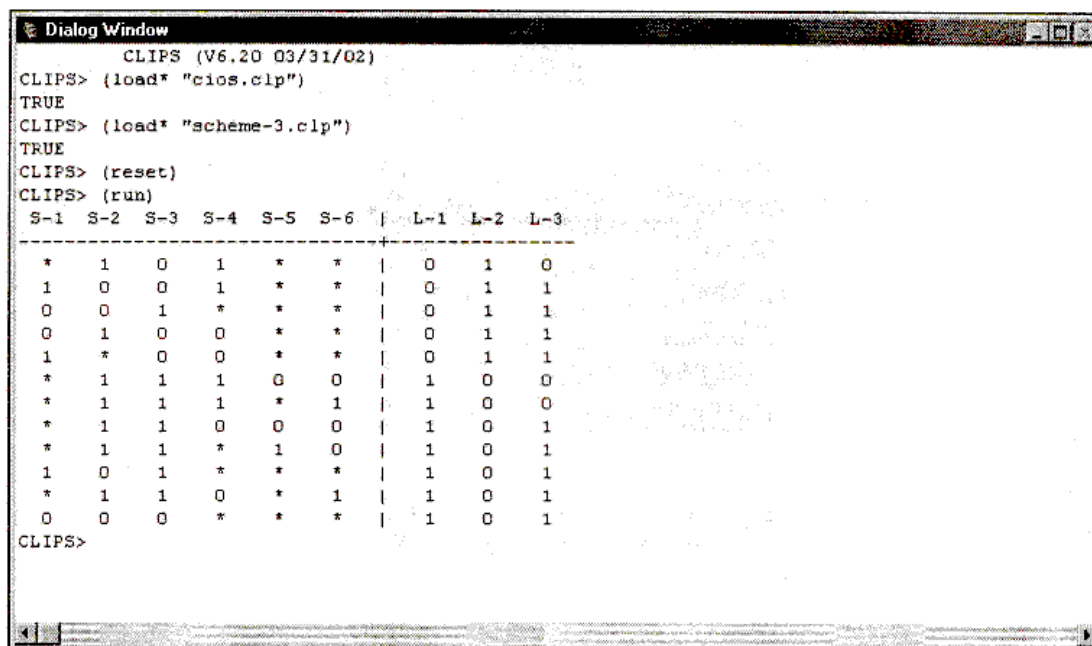 Dialog Window
CLIPS (V6.20 03/31/02)
CLIPS> (load* "cios.clp")
TRUE
CLIPS> (load* "scheme-3.clp")
TRUE
CLIPS> (reset)
CLIPS> (run)
S-1 S-2 S-3 S-4 S-5 S-6 | L-1 L-2 L-3
------------------------+--------------
* 1 0 1 * * | 0 1 0
1 0 0 1 * * | 0 1 1
0 0 1 * * * | 0 1 1
0 1 0 0 * * | 0 1 1
1 * 0 0 * * | 0 1 1
* 1 1 1 0 0 | 1 0 0
* 1 1 1 * 1 | 1 0 0
* 1 1 0 0 0 | 1 0 1
* 1 1 * 1 0 | 1 0 1
1 0 1 * * * | 1 0 1
* 1 1 0 * 1 | 1 0 1
0 0 0 * * * | 1 0 1
CLIPS>